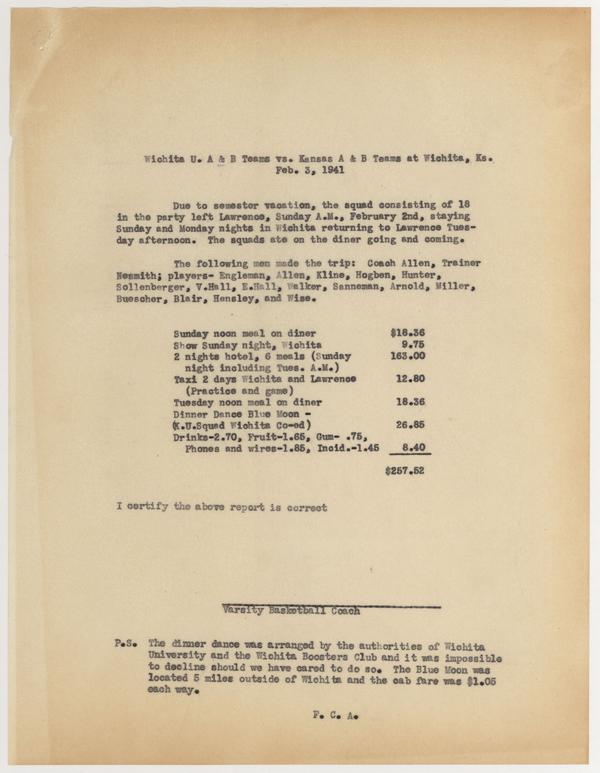 Wichita U. A & B Teams vs. Kansas A & B Teams at Wichita, Ks.
Feb. 3, 1941
Due to semester vacation, the squad consisting of 18
in the party left Lawrence, Sunday A.M., February 2nd, staying
Sunday and Monday nights in Wichita returning to Lawrence Tues-
day afternoon. The squads ate on the diner going and coming.
The following men made the trip: Coach Allen, Trainer
Nesmith; players- Engleman, Allen, Kline, Hogben, Hunter,
Sollenberger, V.Hall, E.Hall, Walker, Sanneman, Arnold, Miller,
Buescher, Blair, Hensley, and Wise.
Sunday noon meal on diner $18.36
Show Sunday night, Wichita 9.75
2 nights hotel, 6 meals (Sunday 163.00
night including Tues. A.M.)
Taxi 2 days Wichita and Lawrence 12.80
(Practice and game)
Tuesday noon meal on diner 18.36
Dinner Dance Blue Moon -
(K.U.Squad Wichita Co-ed) 26.85
Drinks-2.70, Fruit-1.65, Gum- .75,
Phones and wires-1.85, Incid.-1.45 8.40
$257.52
I certify the above report is correct
Varsity Basketball Coach
P.S. The dinner dance was arranged by the authorities of Wichita
University and the Wichita Boosters Club and it was impossible
to decline should we have cared to do so. The Blue Moon was
located 5 miles outside of Wichita and the cab fare was $1.05
each way.
F. C. A.